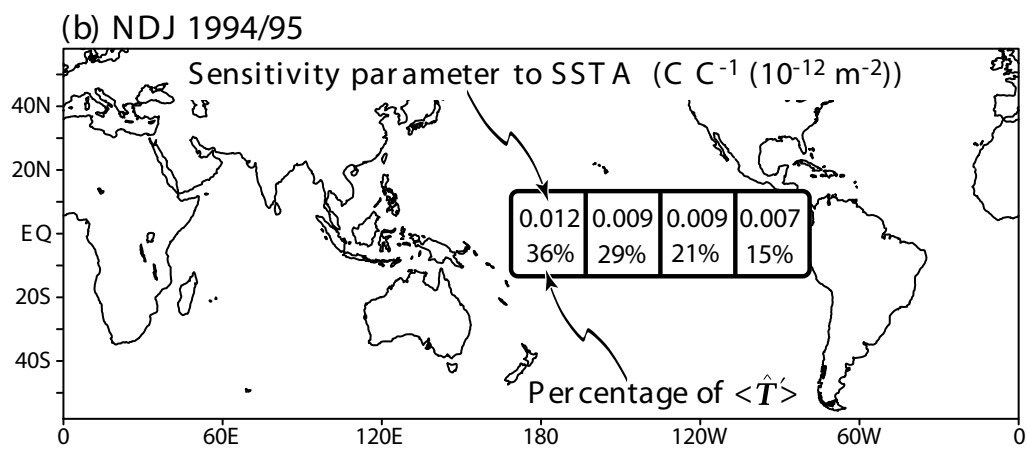 (b) NDJ 1994/95
Sensitivity parameter to SSTA (C C⁻¹ (10⁻¹² m⁻²))
40N
20N
0.012 0.009 0.009 0.007
EQ
36% 29% 21% 15%
20S
40S
Percentage of <T̂′>
0 60E 120E 180 120W 60W 0